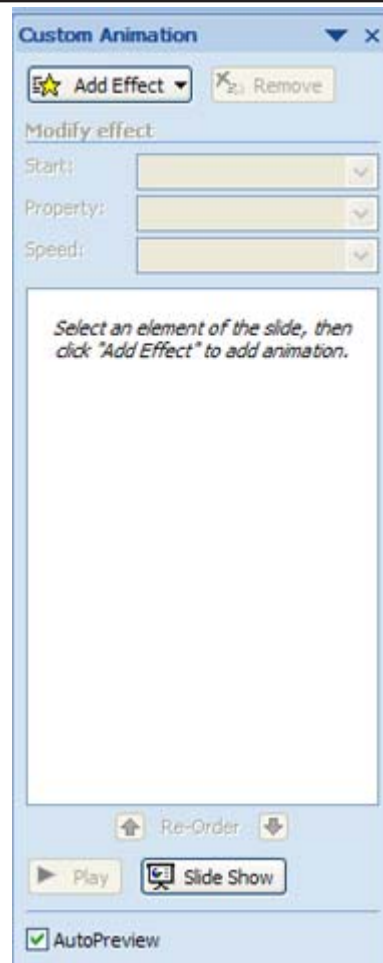 Custom Animation
Add Effect Remove
Modify effect
Start:
Property:
Speed:
Select an element of the slide, then
click "Add Effect" to add animation.
Re-Order
Play Slide Show
AutoPreview